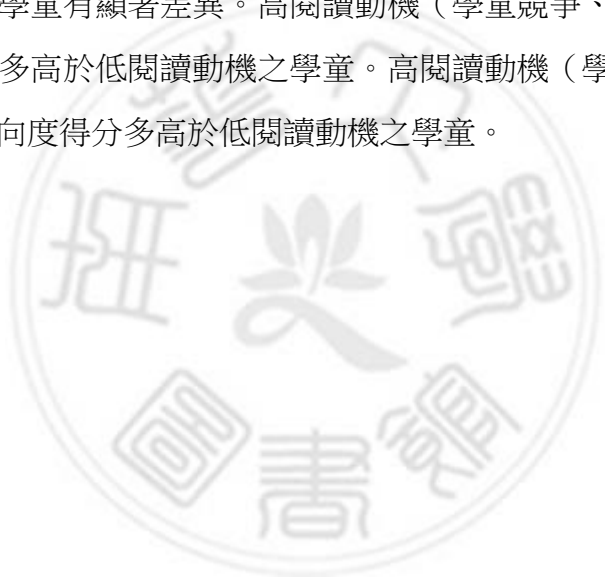 學童有顯著差異。高閱讀動機（學童競爭、
多高於低閱讀動機之學童。高閱讀動機（學
向度得分多高於低閱讀動機之學童。
書